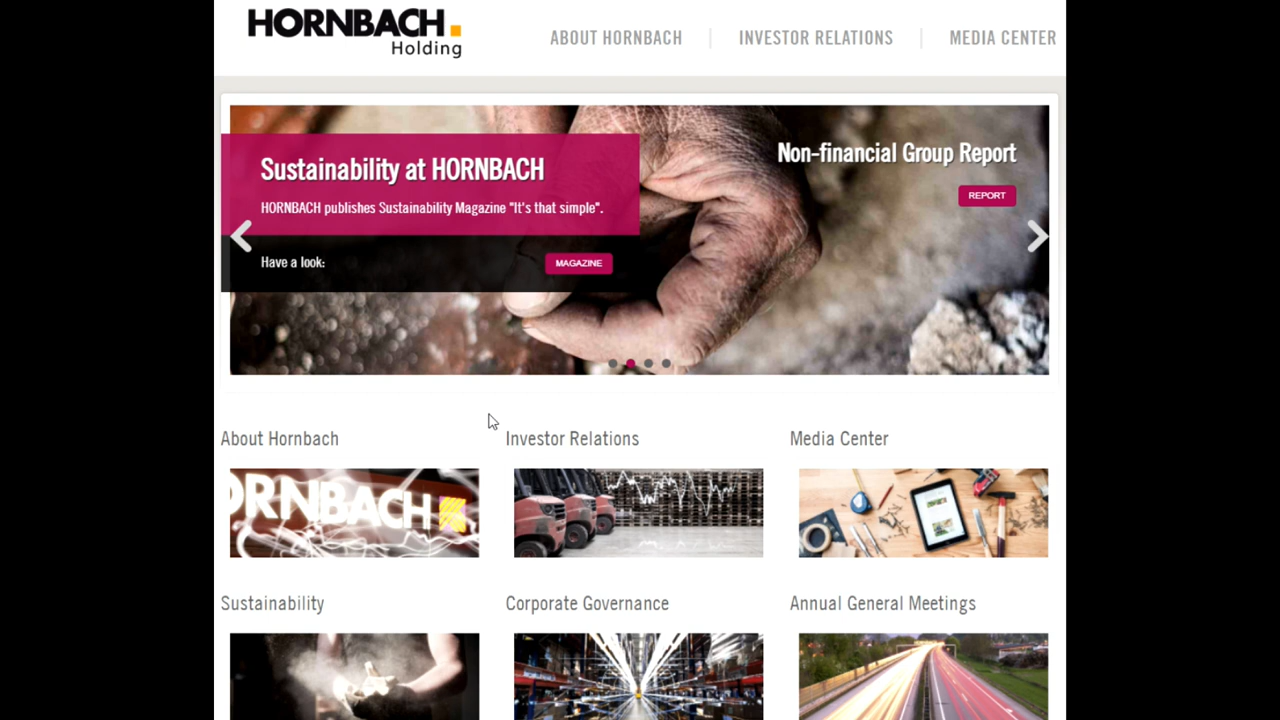 HORNBACH
Holding
ABOUT HORNBACH
INVESTOR RELATIONS
MEDIA CENTER
Sustainability at HORNBACH
HORNBACH publishes Sustainability Magazine "It's that simple".
Have a look:
MAGAZINE
Non-financial Group Report
REPORT
About Hornbach
Investor Relations
Media Center
ORNBACH
Sustainability
Corporate Governance
Annual General Meetings